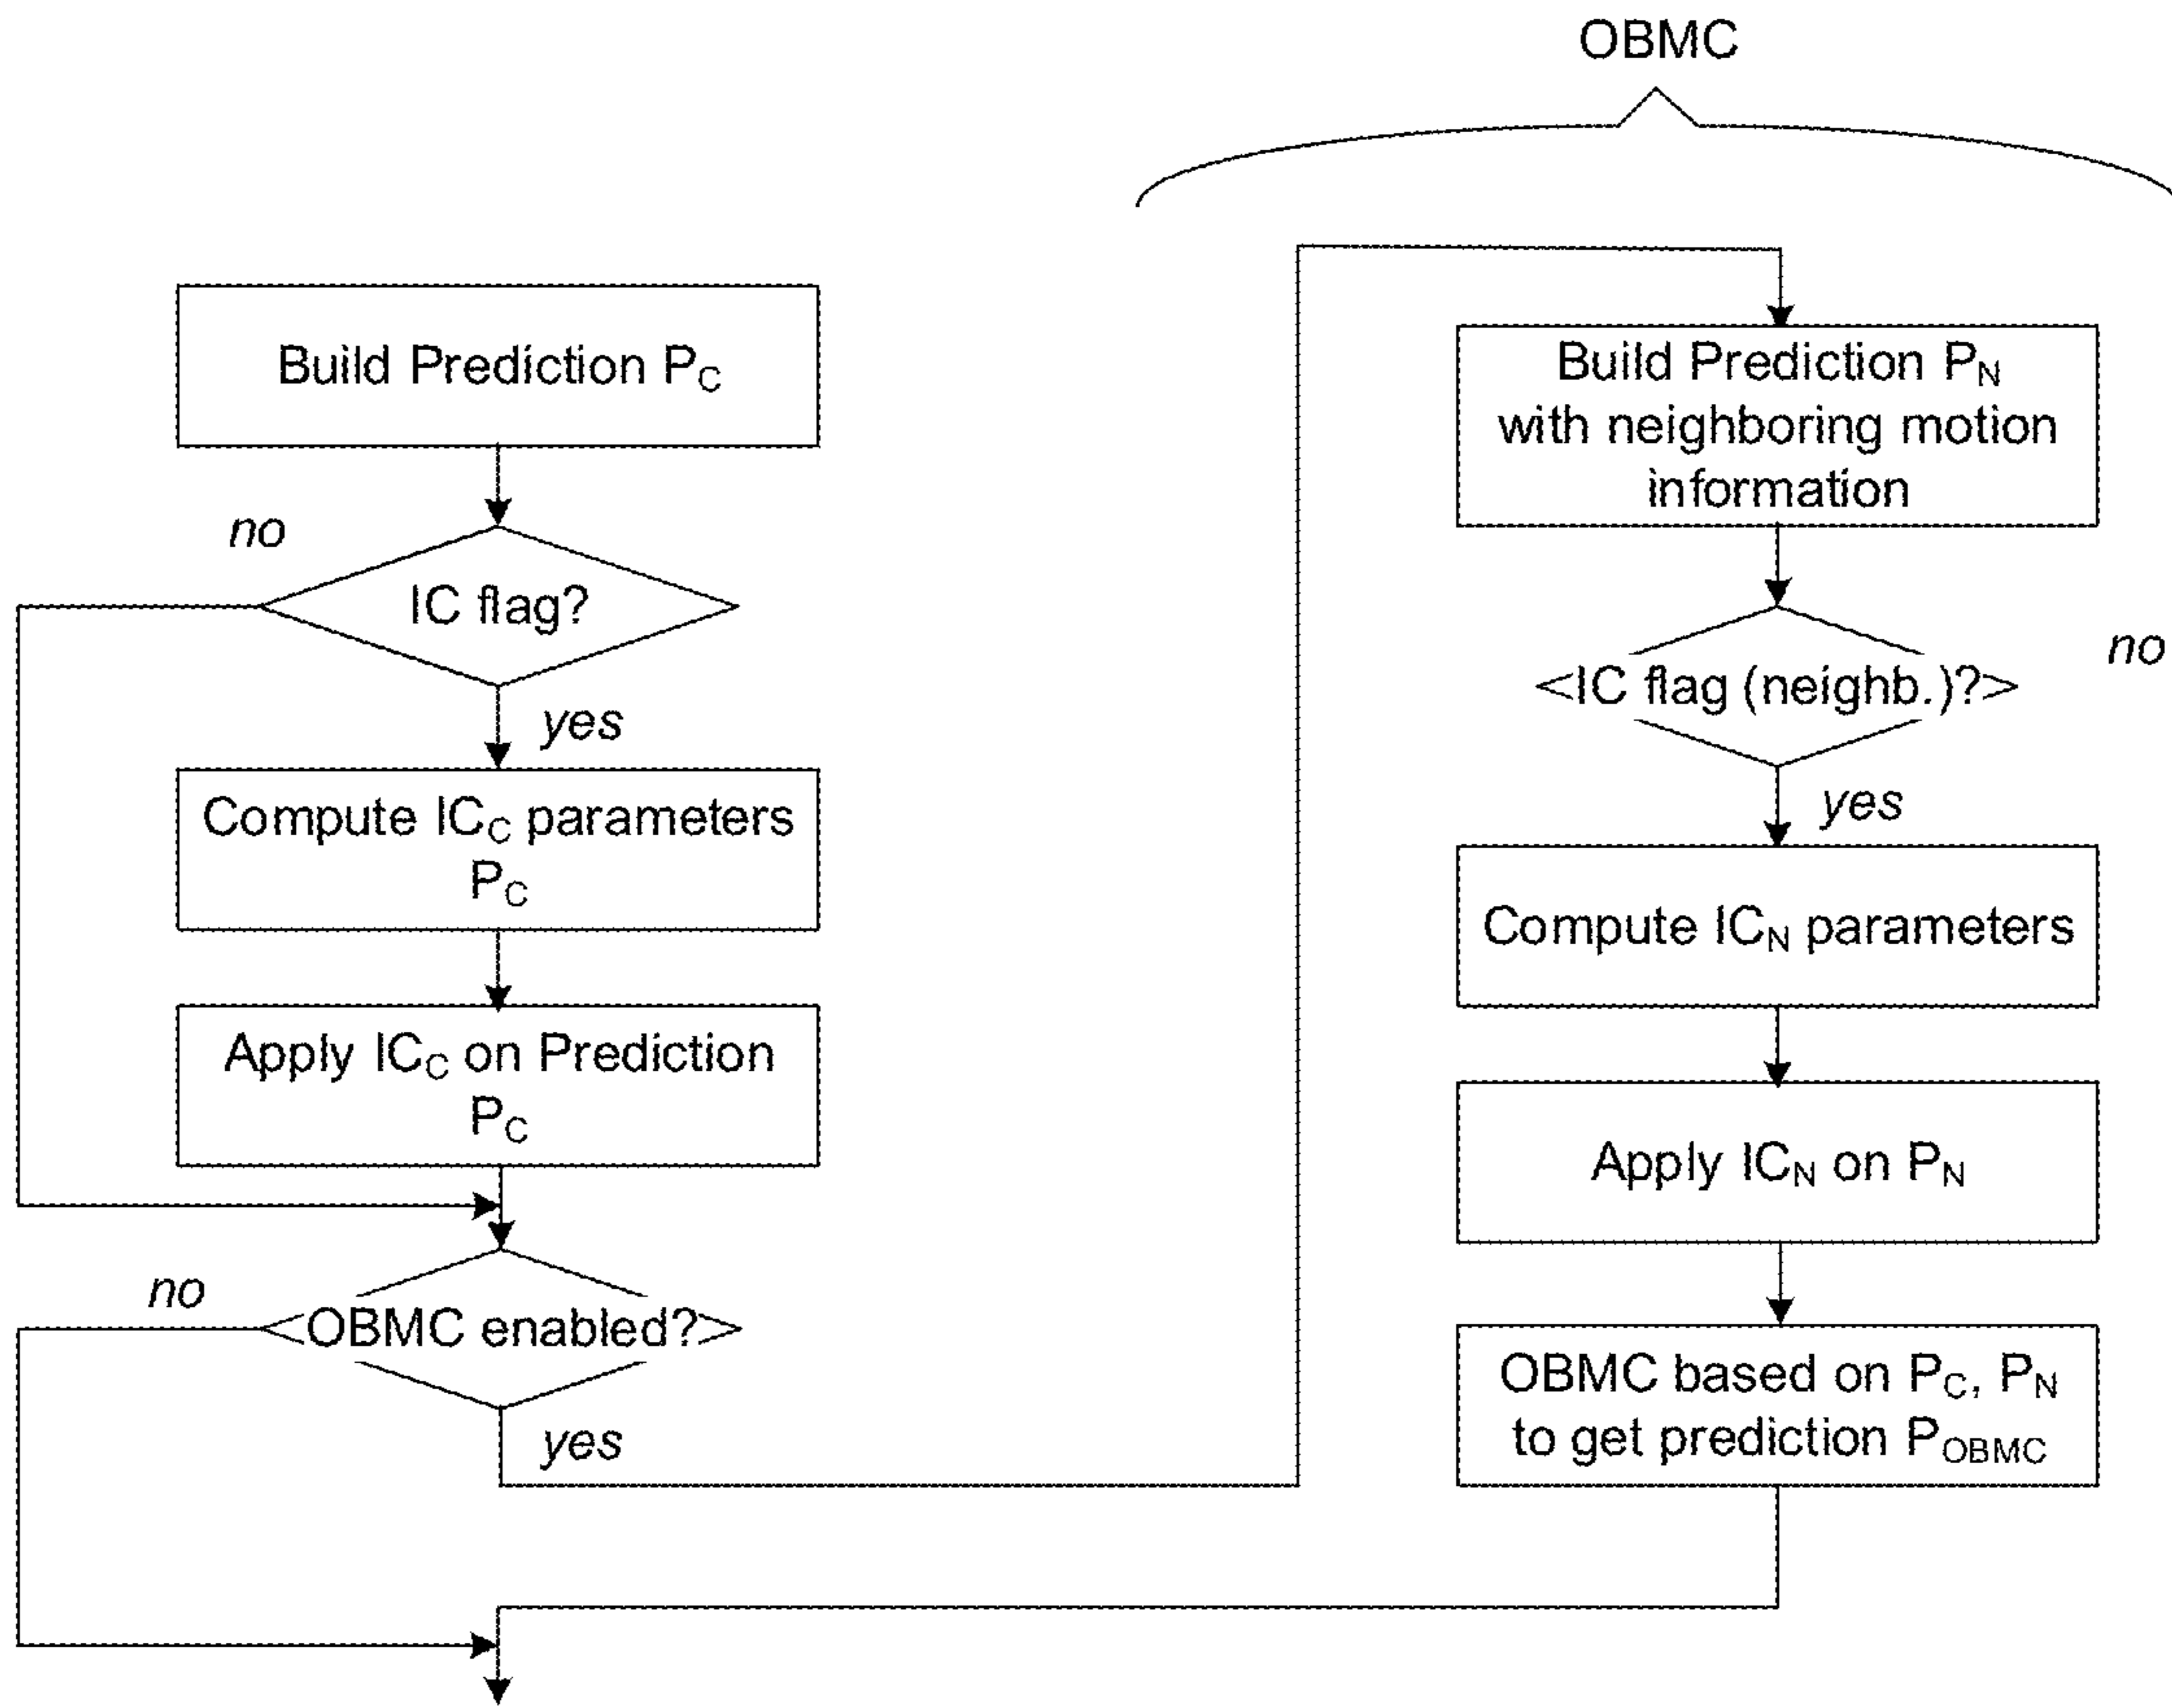 OBMC
Build Prediction P_C
no
IC flag?
yes
Compute IC_C parameters
P_C
Apply IC_C on Prediction
P_C
no
OBMC enabled?
yes
Build Prediction P_N
with neighboring motion
information
no
IC flag (neighb.)?
yes
Compute IC_N parameters
Apply IC_N on P_N
OBMC based on P_C, P_N
to get prediction P_OBMC